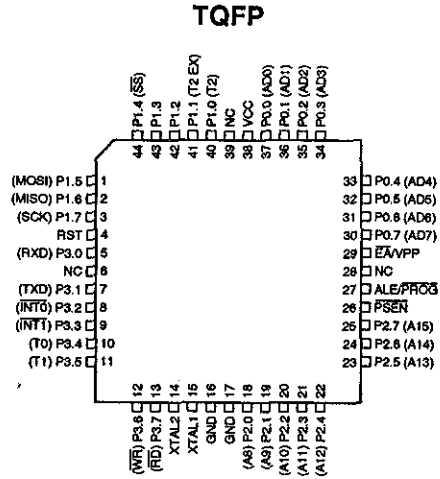 TQFP
P1.4 (SS)
P1.3
P1.2
P1.1 (T2 EX)
P1.0 (T2)
NC
VCC
P0.0 (AD0)
P0.1 (AD1)
P0.2 (AD2)
P0.3 (AD3)
44 43 42 41 40 39 38 37 36 35 34
(MOSI) P1.5 1
(MISO) P1.6 2
(SCK) P1.7 3
RST 4
(RXD) P3.0 5
NC 6
(TXD) P3.1 7
(INT0) P3.2 8
(INT1) P3.3 9
(T0) P3.4 10
(T1) P3.5 11
33 P0.4 (AD4)
32 P0.5 (AD5)
31 P0.6 (AD6)
30 P0.7 (AD7)
29 EA/VPP
28 NC
27 ALE/PROG
26 PSEN
25 P2.7 (A15)
24 P2.6 (A14)
23 P2.5 (A13)
12 13 14 15 16 17 18 19 20 21 22
(WR) P3.6
(RD) P3.7
XTAL2
XTAL1
GND
GND
(A8) P2.0
(A9) P2.1
(A10) P2.2
(A11) P2.3
(A12) P2.4